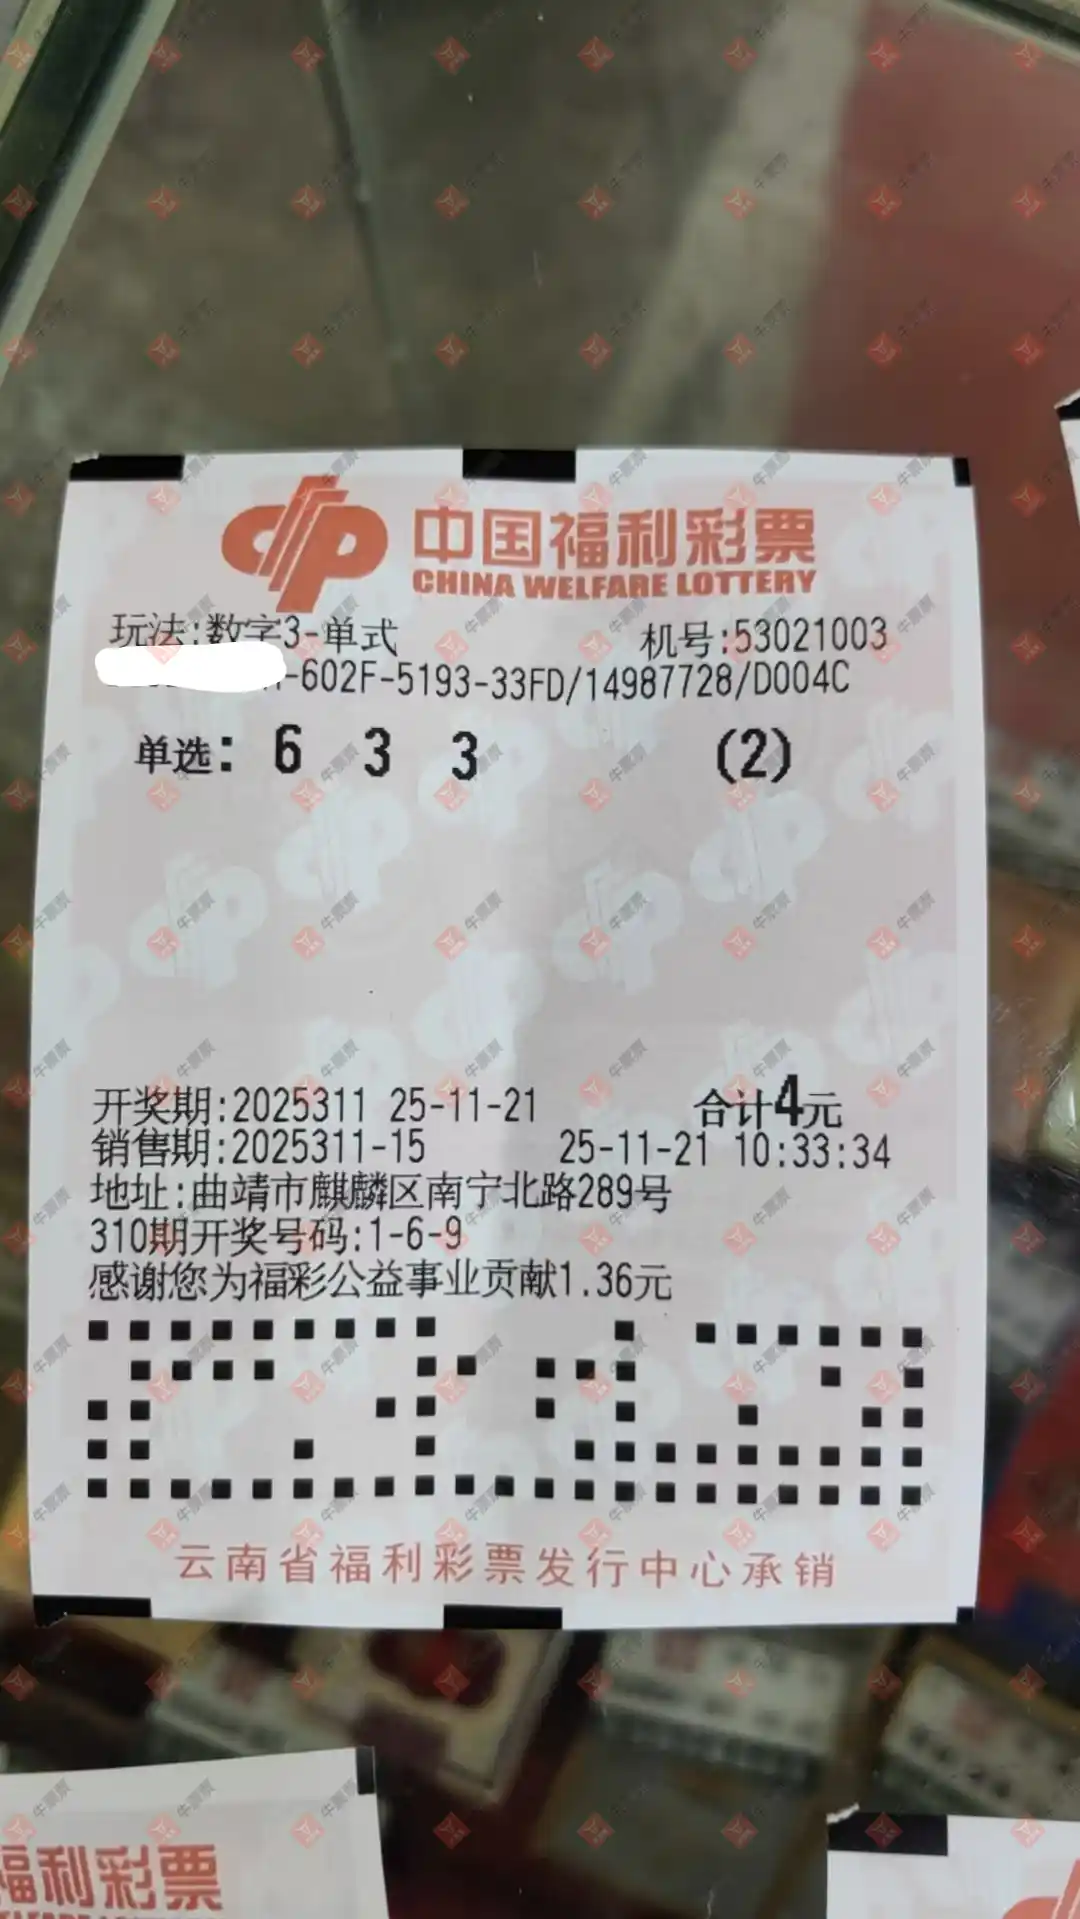 中国福利彩票
CHINA WELFARE LOTTERY
玩法:数字3-单式 机号:53021003
-602F-5193-33FD/14987728/D004C
单选: 6 3 3 (2)
开奖期:2025311 25-11-21 合计4元
销售期:2025311-15 25-11-21 10:33:34
地址:曲靖市麒麟区南宁北路289号
310期开奖号码:1-6-9
感谢您为福彩公益事业贡献1.36元
云南省福利彩票发行中心承销
福利彩票
牛票票